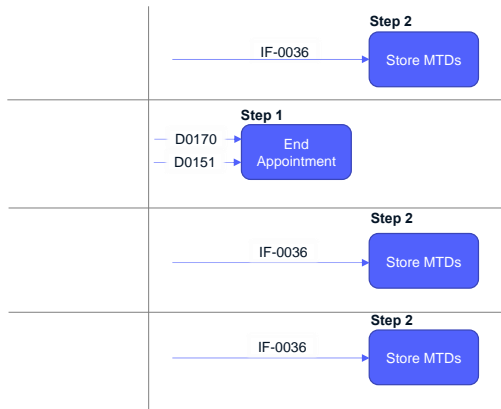 Step 2
IF-0036
Store MTDs
Step 1
D0170
D0151
End
Appointment
Step 2
IF-0036
Store MTDs
Step 2
IF-0036
Store MTDs